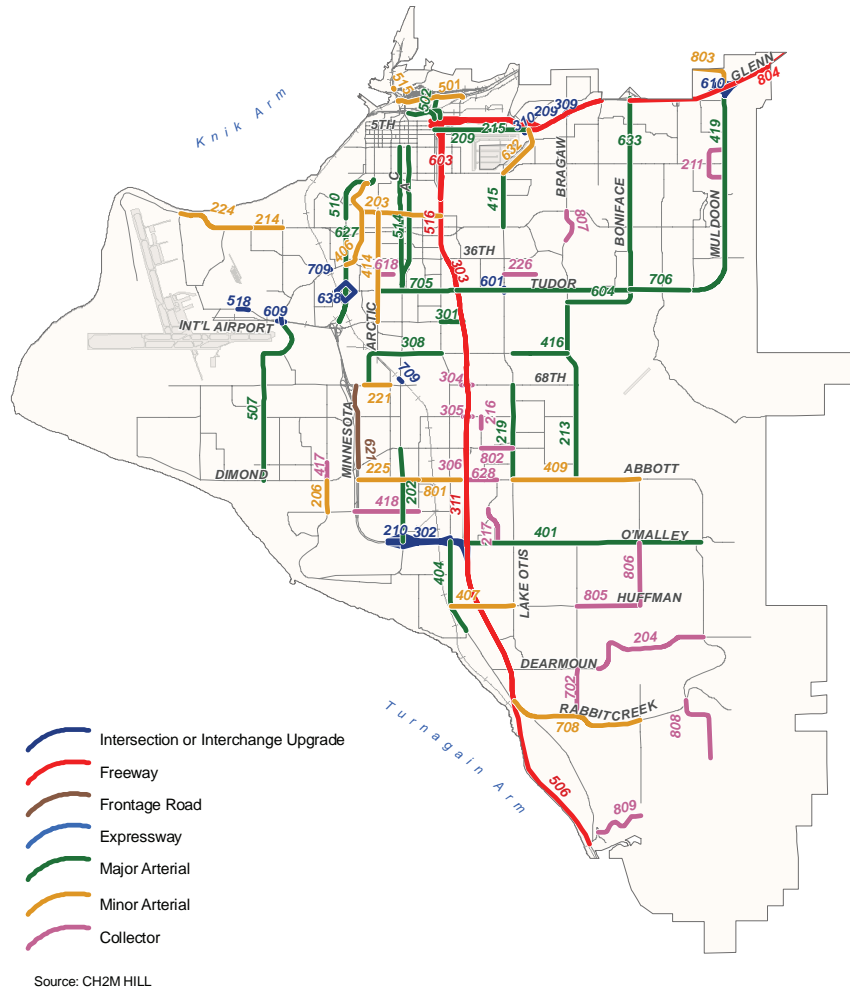 803
GLENN
610
804
515
501
502
Knik Arm
5TH
209
215
310
209
309
632
603
633
419
211
BRAGAW
BONIFACE
MULDOON
C
A
510
203
415
224
214
627
406
516
514
807
36TH
709
414
618
303
226
705
601
TUDOR
604
706
638
518
609
INT'L AIRPORT
ARCTIC
301
308
416
709
304
68TH
221
507
305
216
219
213
MINNESOTA
621
802
DIMOND
417
225
306
628
409
ABBOTT
206
801
202
418
311
217
210
302
401
O'MALLEY
404
806
407
LAKE OTIS
805
HUFFMAN
204
DEARMOUN
702
RABBITCREEK
708
808
Turnagain Arm
506
809
Intersection or Interchange Upgrade
Freeway
Frontage Road
Expressway
Major Arterial
Minor Arterial
Collector
Source: CH2M HILL